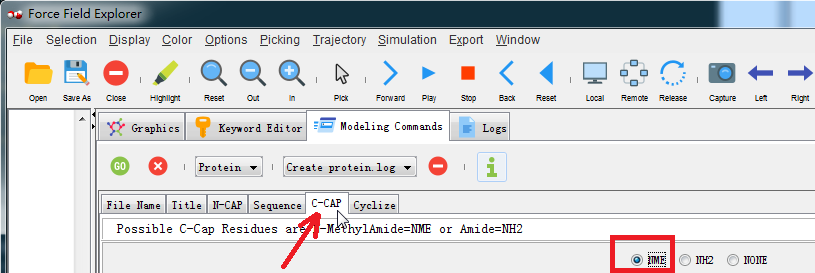 Force Field Explorer
File Selection Display Color Options Picking Trajectory Simulation Export Window
Open Save As Close Highlight Reset Out In Pick Forward Play Stop Back Reset Local Remote Release Capture Left Right
Graphics Keyword Editor Modeling Commands Logs
GO Protein Create protein.log i
File Name Title N-CAP Sequence C-CAP Cyclize
Possible C-Cap Residues are -MethylAmide=NME or Amide=NH2
NME NH2 NONE